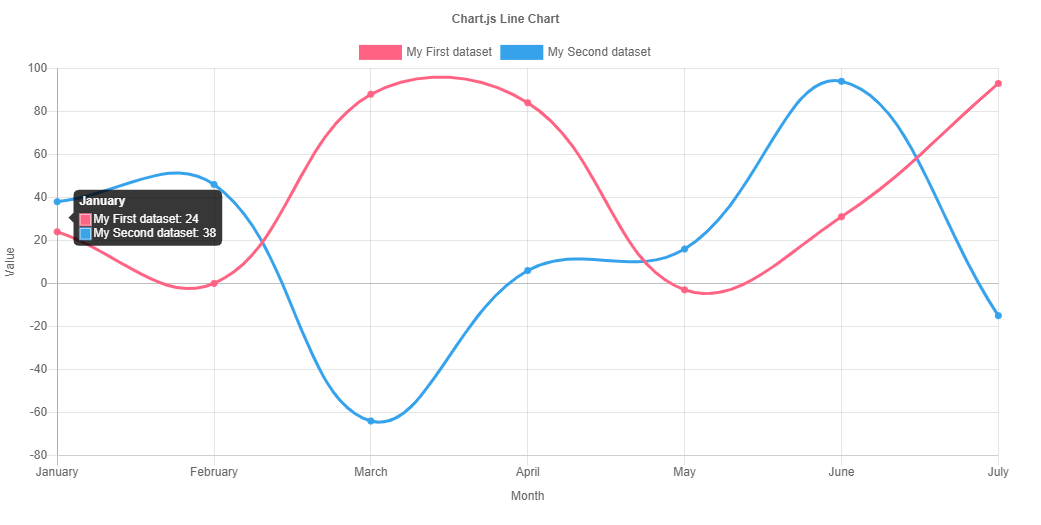 Chart.js Line Chart
My First dataset My Second dataset
100
80
60
40
20
0
-20
-40
-60
-80
Value
January
My First dataset: 24
My Second dataset: 38
January February March April May June July
Month